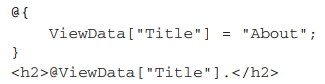 @{
    ViewData["Title"] = "About";
}
<h2>@ViewData["Title"].</h2>